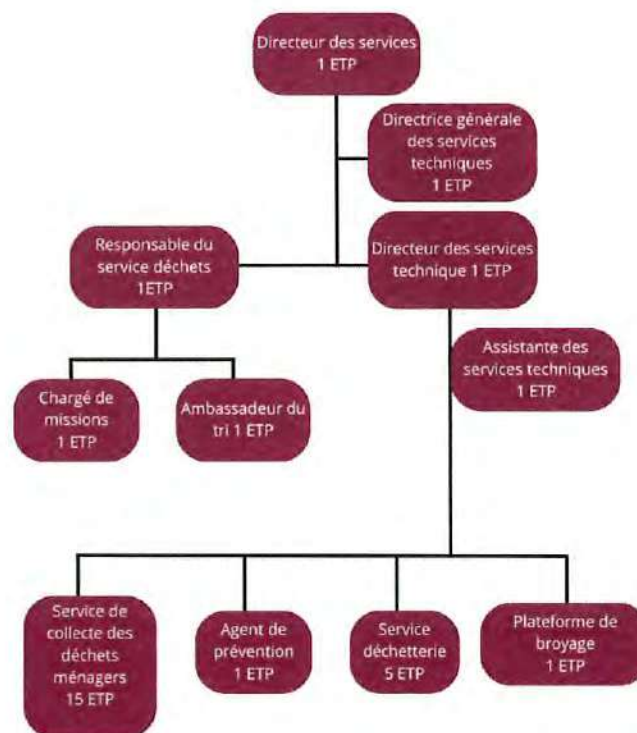 Directeur des services
1 ETP
Directrice générale
des services
techniques
1 ETP
Responsable du
service déchets
1ETP
Directeur des services
technique 1 ETP
Assistante des
services techniques
1 ETP
Chargé de
missions
1 ETP
Ambassadeur du
tri 1 ETP
Service de
collecte des
déchets
ménagers
15 ETP
Agent de
prévention
1 ETP
Service
déchetterie
5 ETP
Plateforme de
broyage
1 ETP